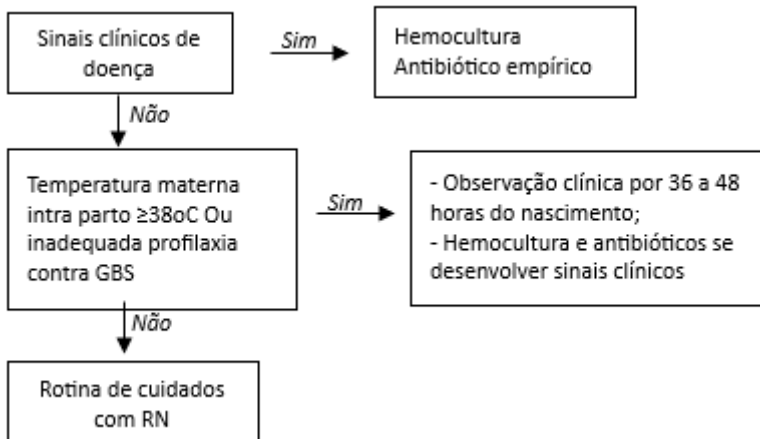 Sinais clínicos de
doença
Sim
Hemocultura
Antibiótico empírico
Não
Temperatura materna
intra parto ≥38oC Ou
inadequada profilaxia
contra GBS
Sim
- Observação clínica por 36 a 48
horas do nascimento;
- Hemocultura e antibióticos se
desenvolver sinais clínicos
Não
Rotina de cuidados
com RN